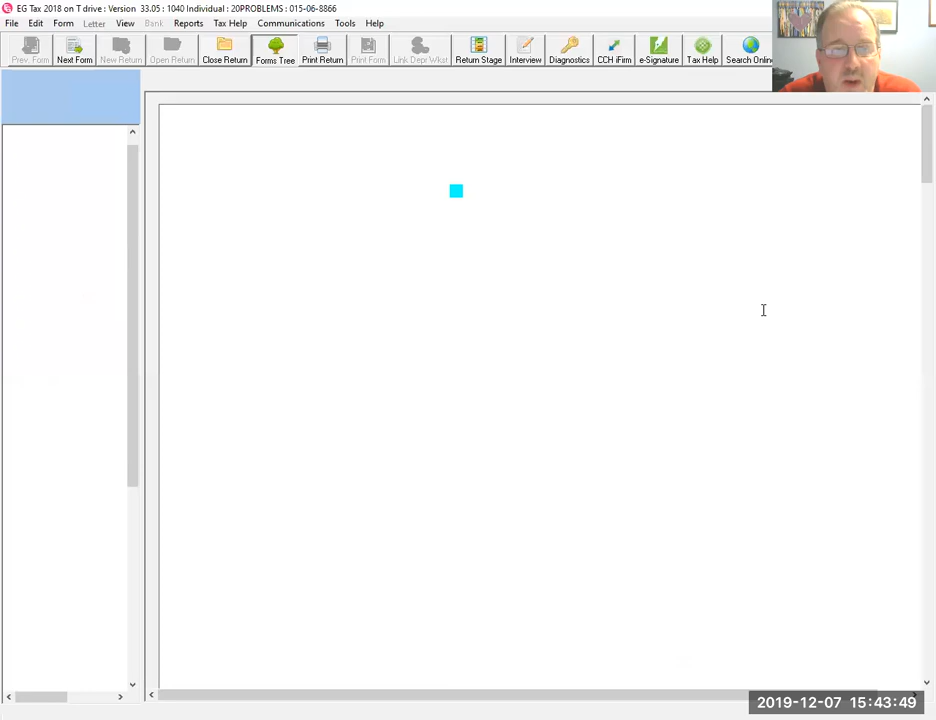 EG Tax 2018 on T drive : Version 33.05 : 1040 Individual : 20PROBLEMS : 015-06-8866
File Edit Form Letter View Bank Reports Tax Help Communications Tools Help
Prev. Form Next Form New Return Open Return Close Return Forms Tree Print Return Print Form Link Depr Wkst Return Stage Interview Diagnostics CCH iFirm e-Signature Tax Help Search Onlin
2019-12-07 15:43:49